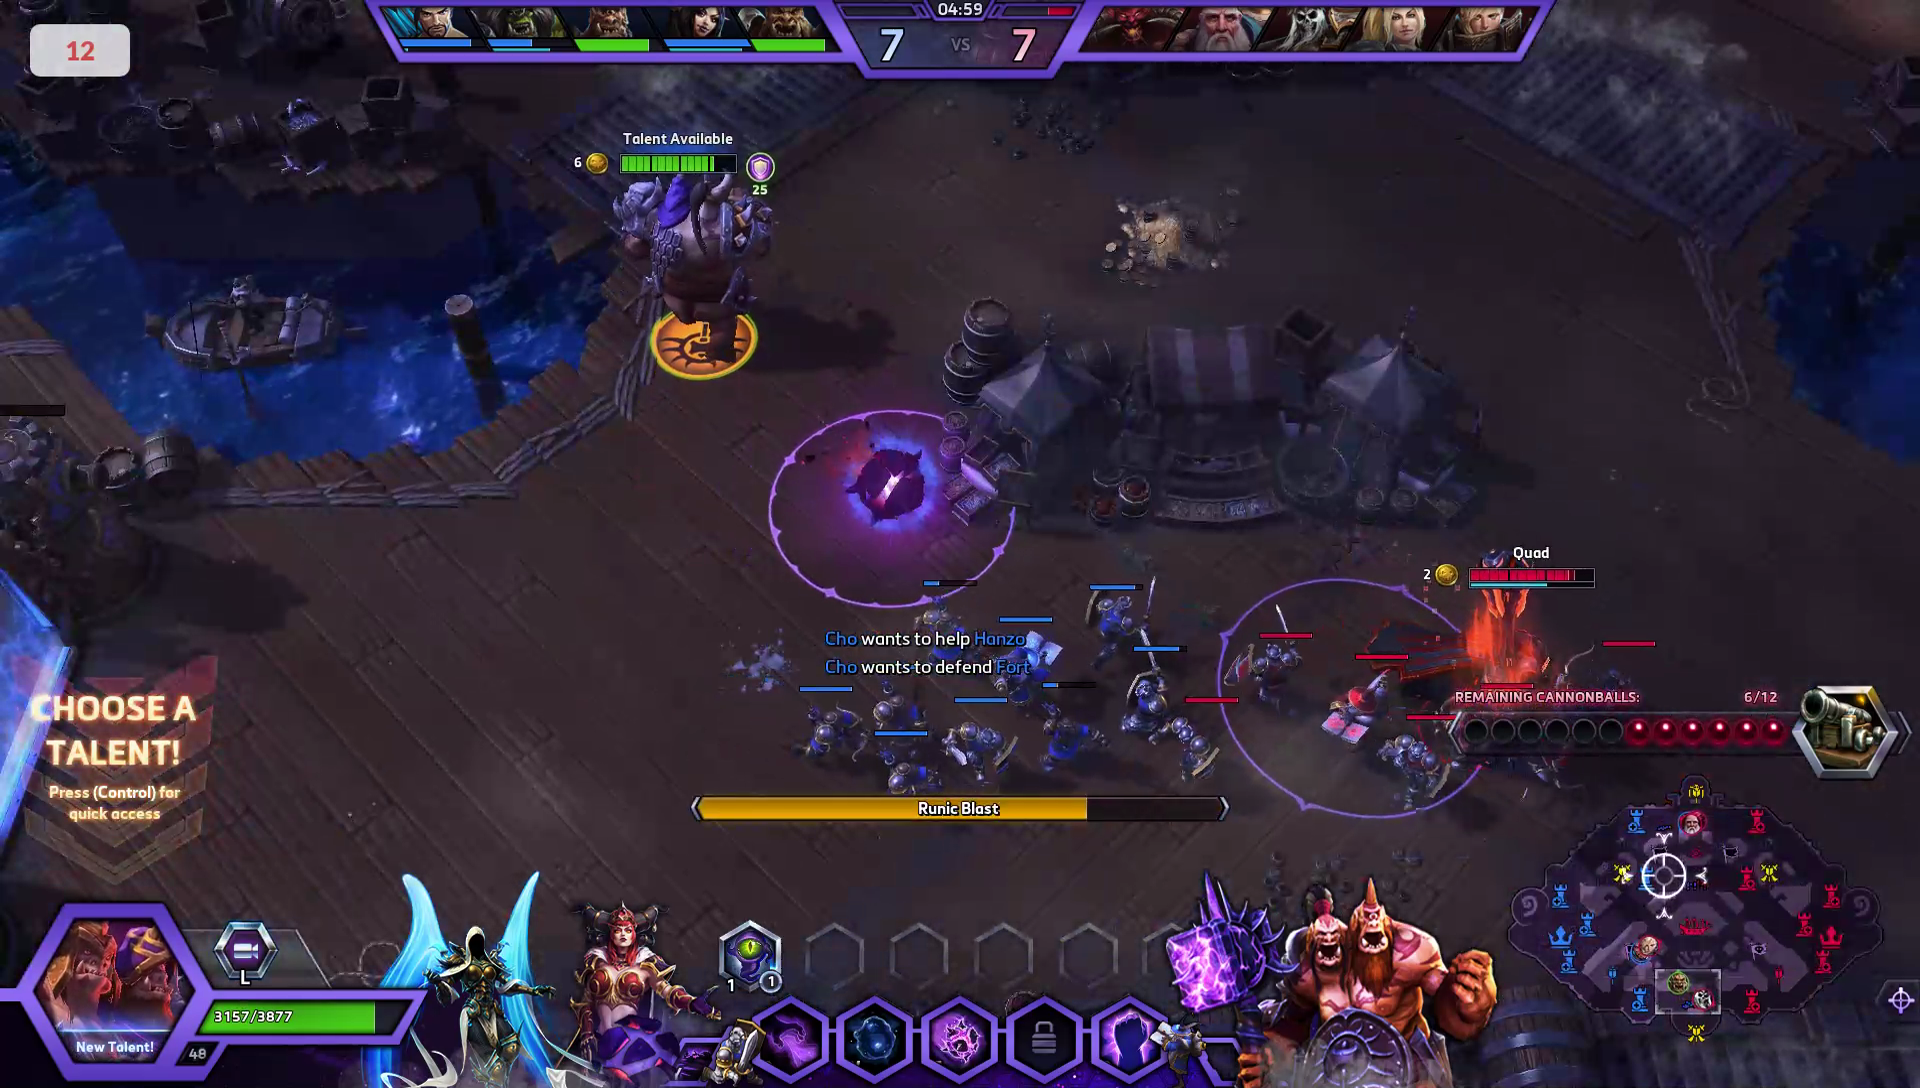 12
04:59
7 VS 7
Talent Available
6
25
Quad
2
Cho wants to help Hanzo
Cho wants to defend Fort
REMAINING CANNONBALLS: 6/12
CHOOSE A
TALENT!
Press (Control) for
quick access
Runic Blast
L
1
1
3157/3877
New Talent!
48